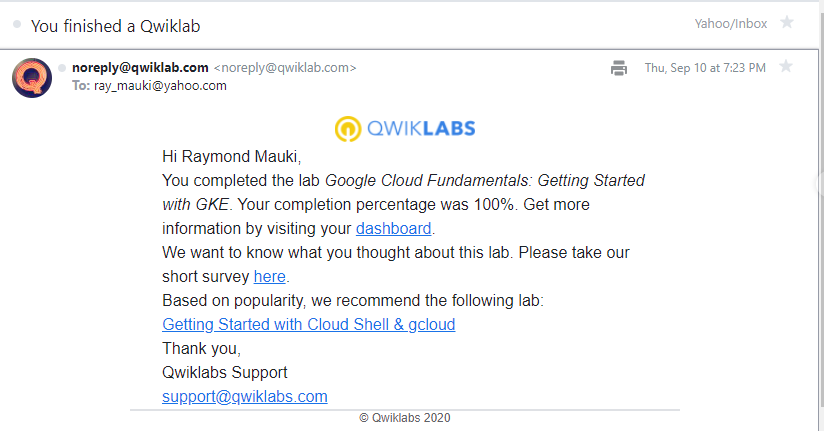 You finished a Qwiklab
Yahoo/Inbox
noreply@qwiklab.com <noreply@qwiklab.com>
Thu, Sep 10 at 7:23 PM
To: ray_mauki@yahoo.com
QWIKLABS
Hi Raymond Mauki,
You completed the lab Google Cloud Fundamentals: Getting Started
with GKE. Your completion percentage was 100%. Get more
information by visiting your dashboard.
We want to know what you thought about this lab. Please take our
short survey here.
Based on popularity, we recommend the following lab:
Getting Started with Cloud Shell & gcloud
Thank you,
Qwiklabs Support
support@qwiklabs.com
© Qwiklabs 2020